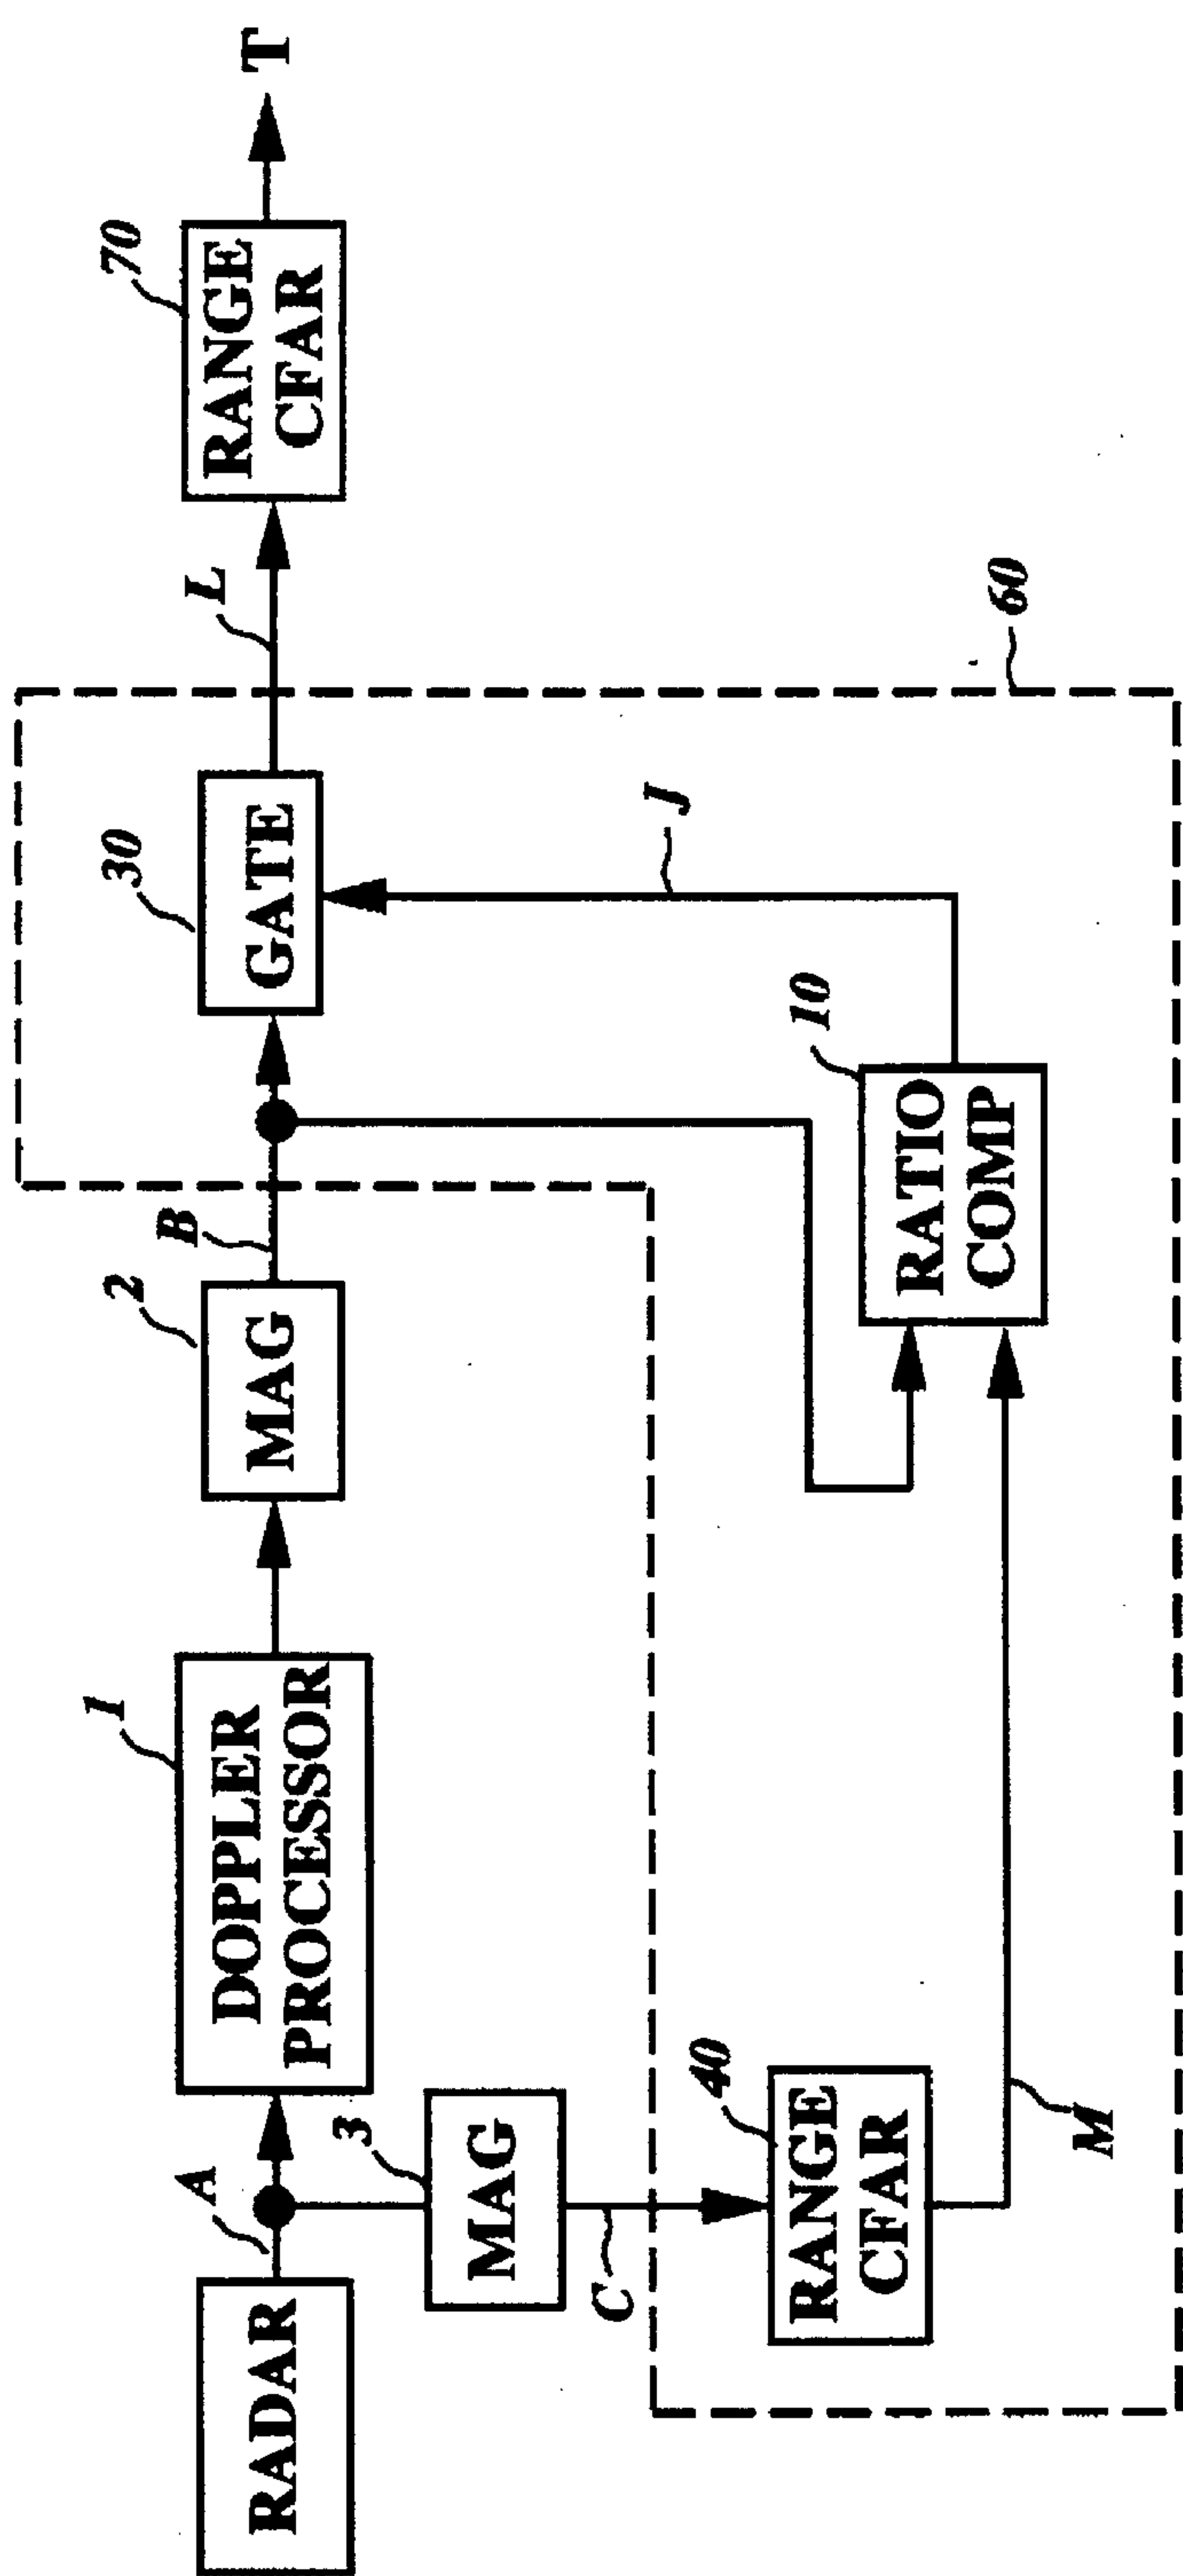 RADAR
A
1
DOPPLER
PROCESSOR
2
MAG
B
30
GATE
L
70
RANGE
CFAR
T
3
MAG
C
40
RANGE
CFAR
M
10
RATIO
COMP
J
60